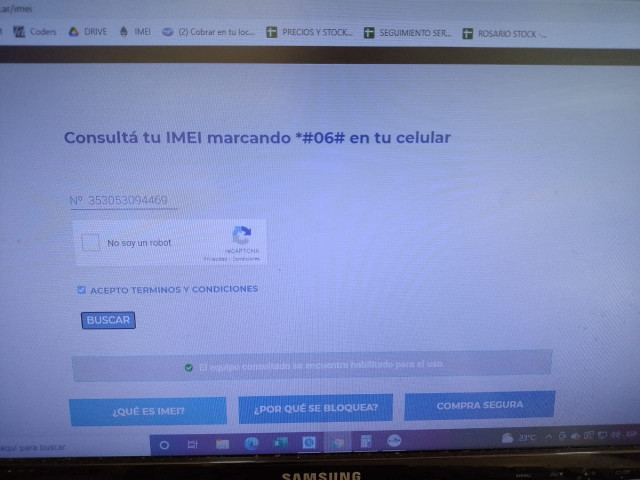 .ar/imei
Coders DRIVE IMEI (2) Cobrar en tu loc... PRECIOS Y STOCK... SEGUIMIENTO SER... ROSARIO STOCK -...
Consultá tu IMEI marcando *#06# en tu celular
Nº 353053094469
No soy un robot
reCAPTCHA
Privacidad - Condiciones
ACEPTO TERMINOS Y CONDICIONES
BUSCAR
El equipo consultado se encuentra habilitado para el uso.
¿QUÉ ES IMEI?
¿POR QUÉ SE BLOQUEA?
COMPRA SEGURA
aquí para buscar
23°C
SAMSUNG